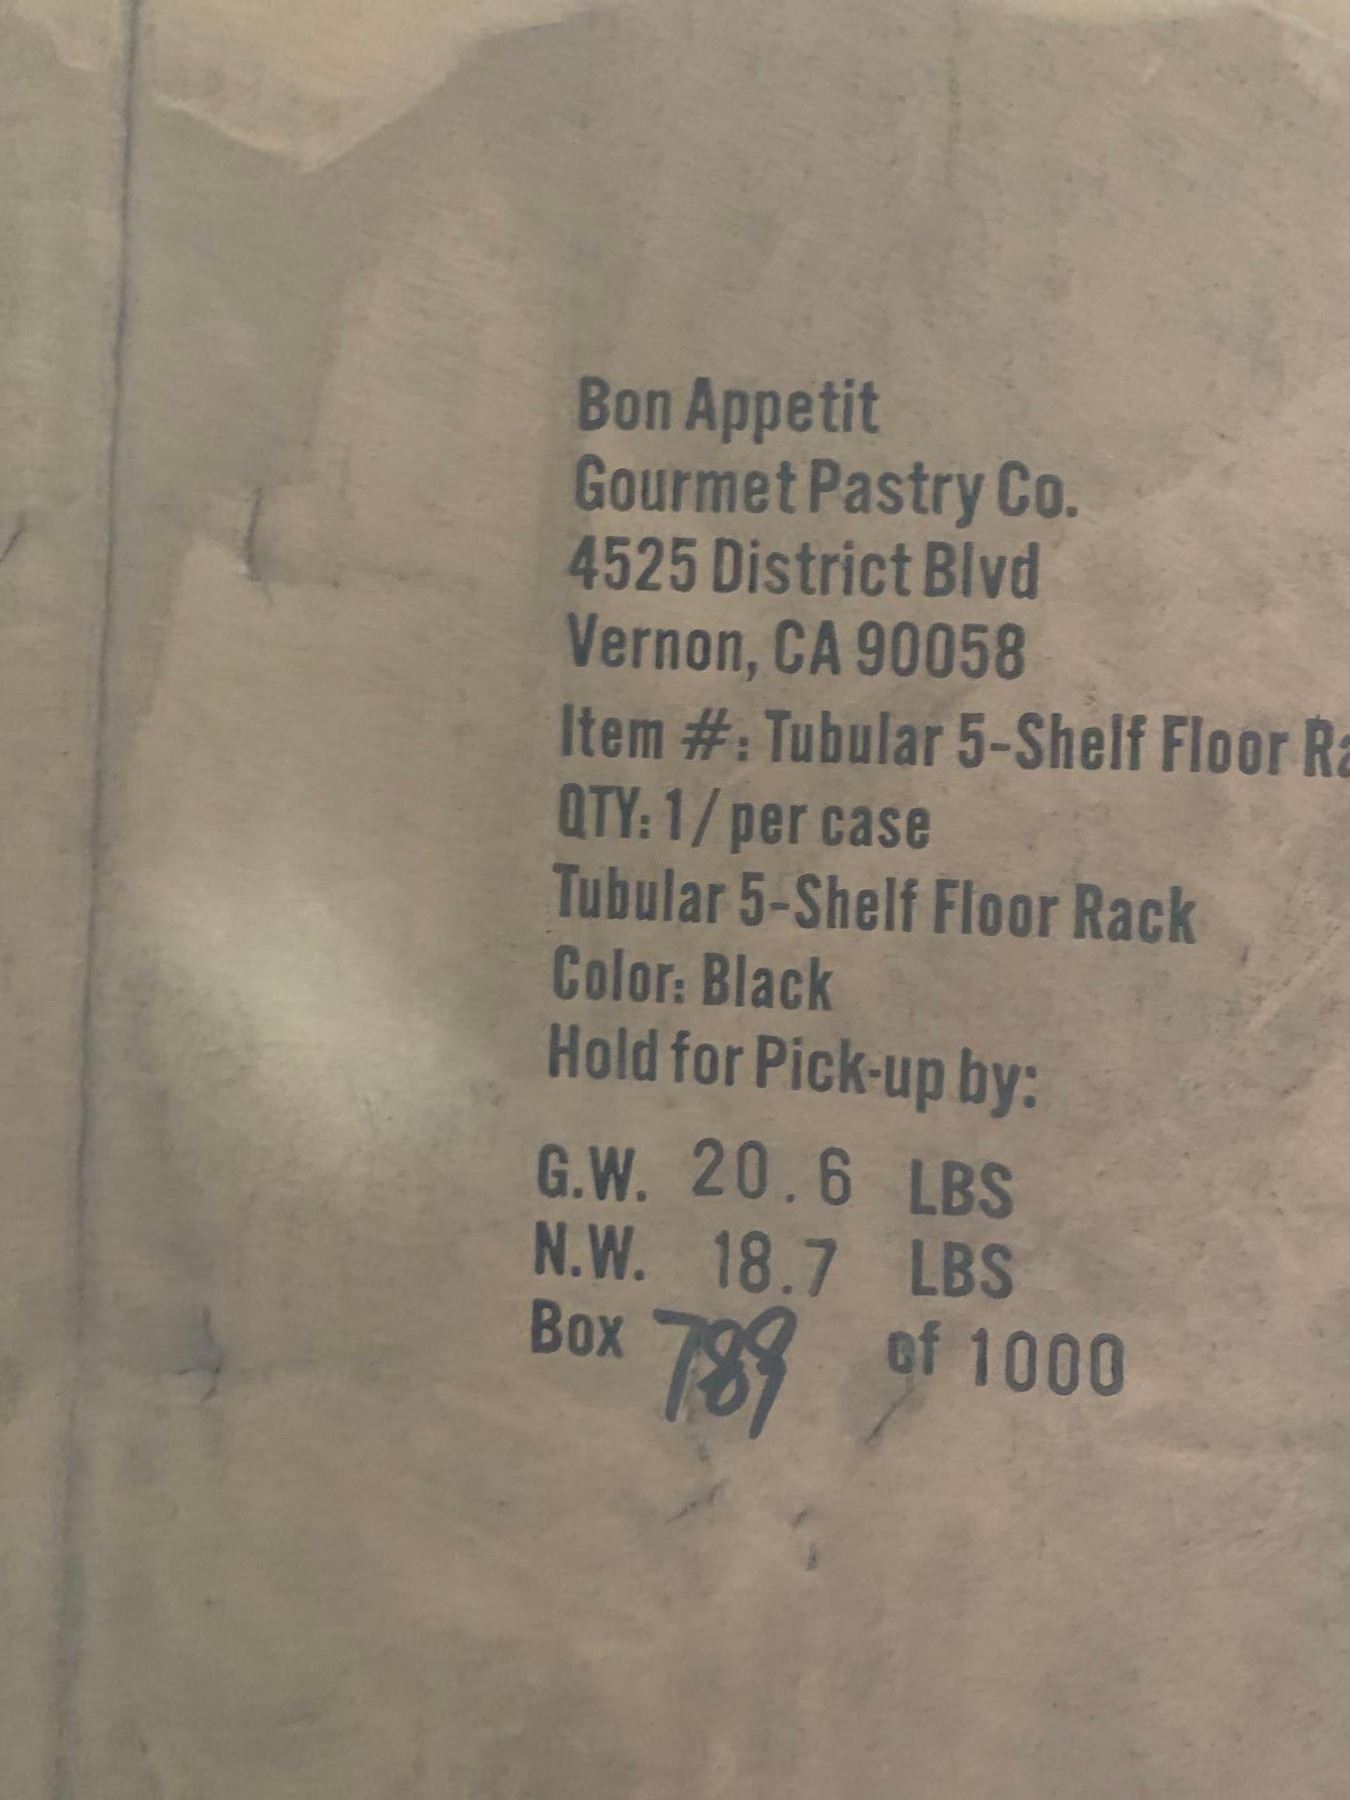 Bon Appetit
Gourmet Pastry Co.
4525 District Blvd
Vernon, CA 90058
Item #: Tubular 5-Shelf Floor Ra
QTY: 1/ per case
Tubular 5-Shelf Floor Rack
Color: Black
Hold for Pick-up by:
G.W. 20.6 LBS
N.W. 18.7 LBS
Box 789 of 1000